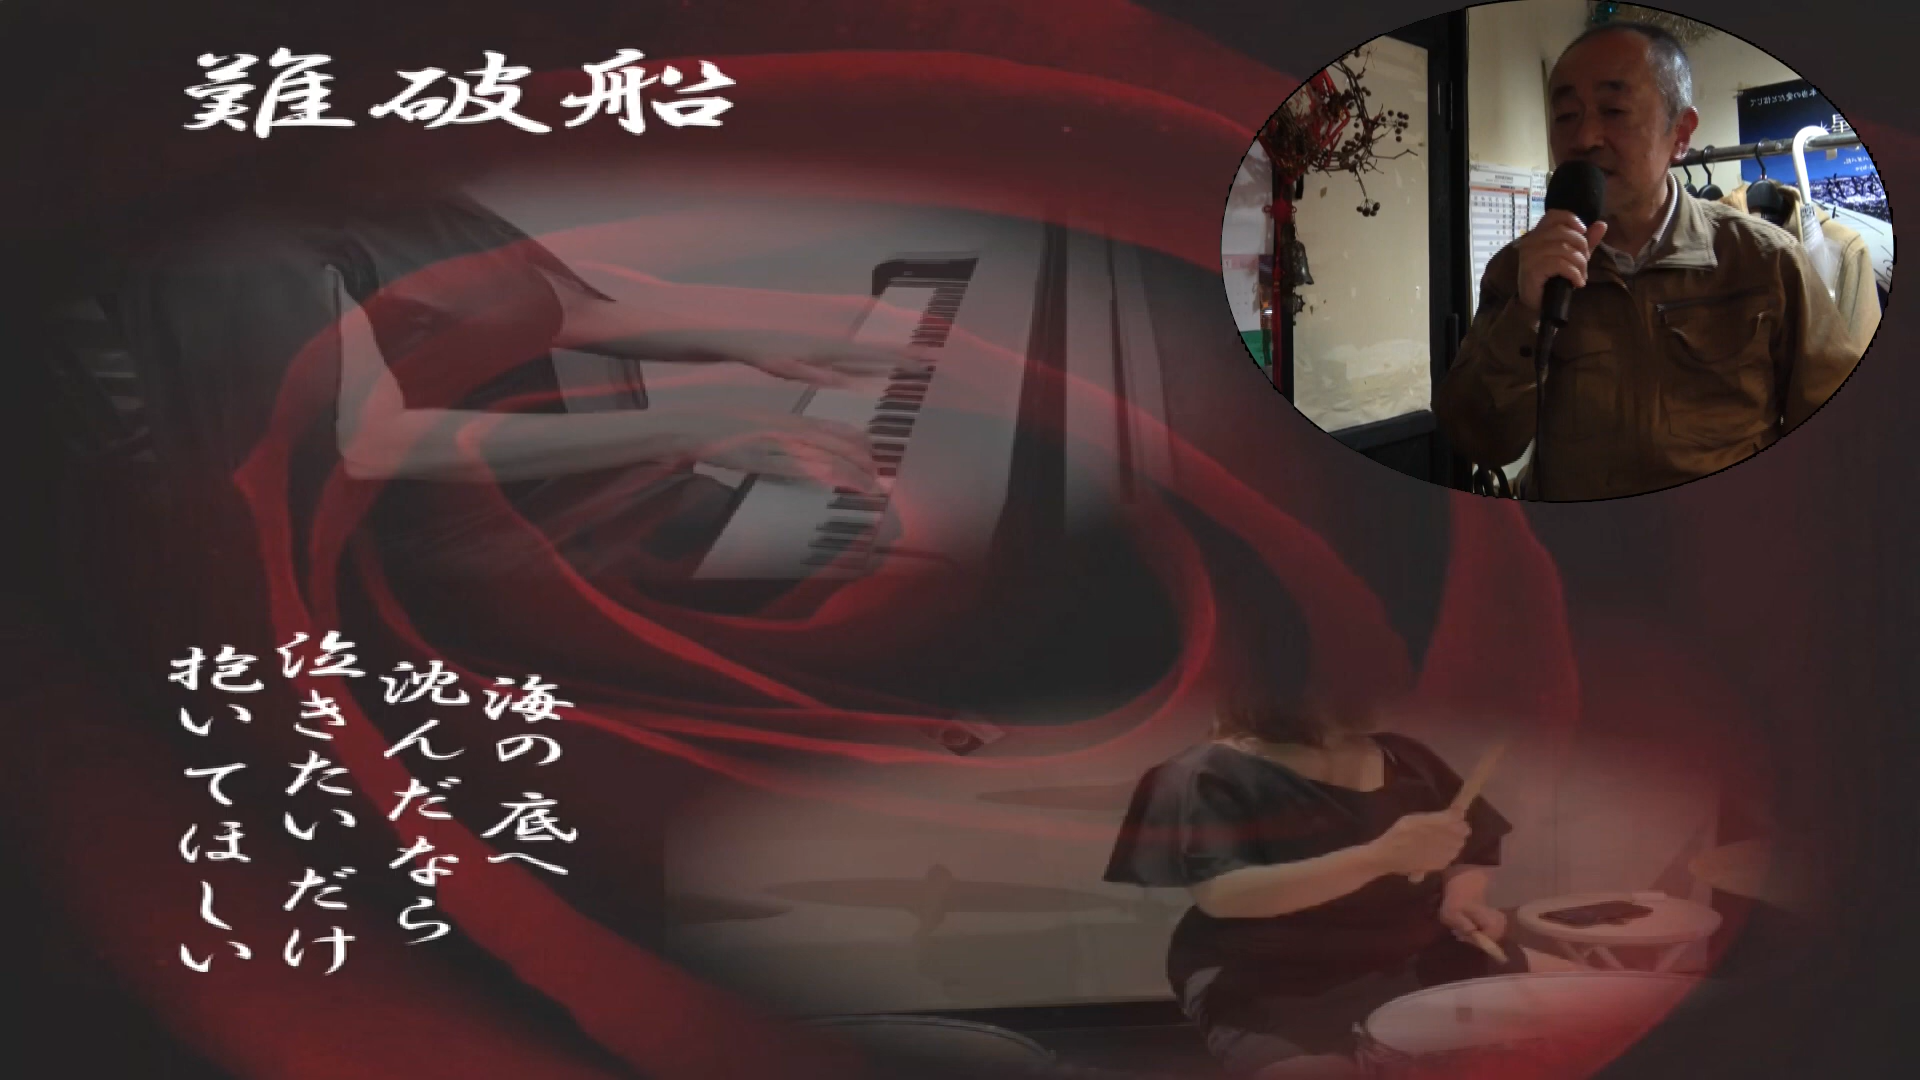 難破船
海の底へ
沈んだなら
泣きたいだけ
抱いてほしい